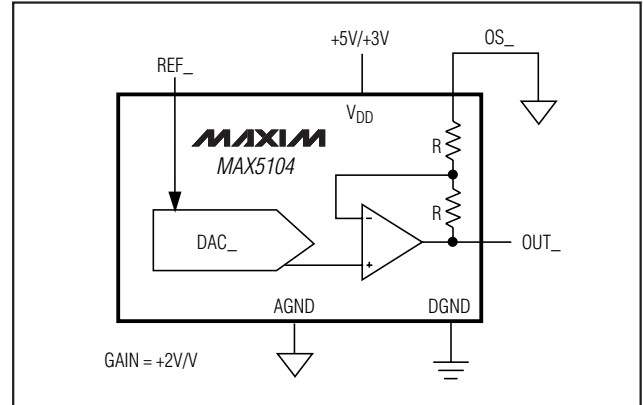 +5V/+3V
OS_
REF_
VDD
MAXIM
MAX5104
R
R
DAC_
-
+
OUT_
AGND
DGND
GAIN = +2V/V